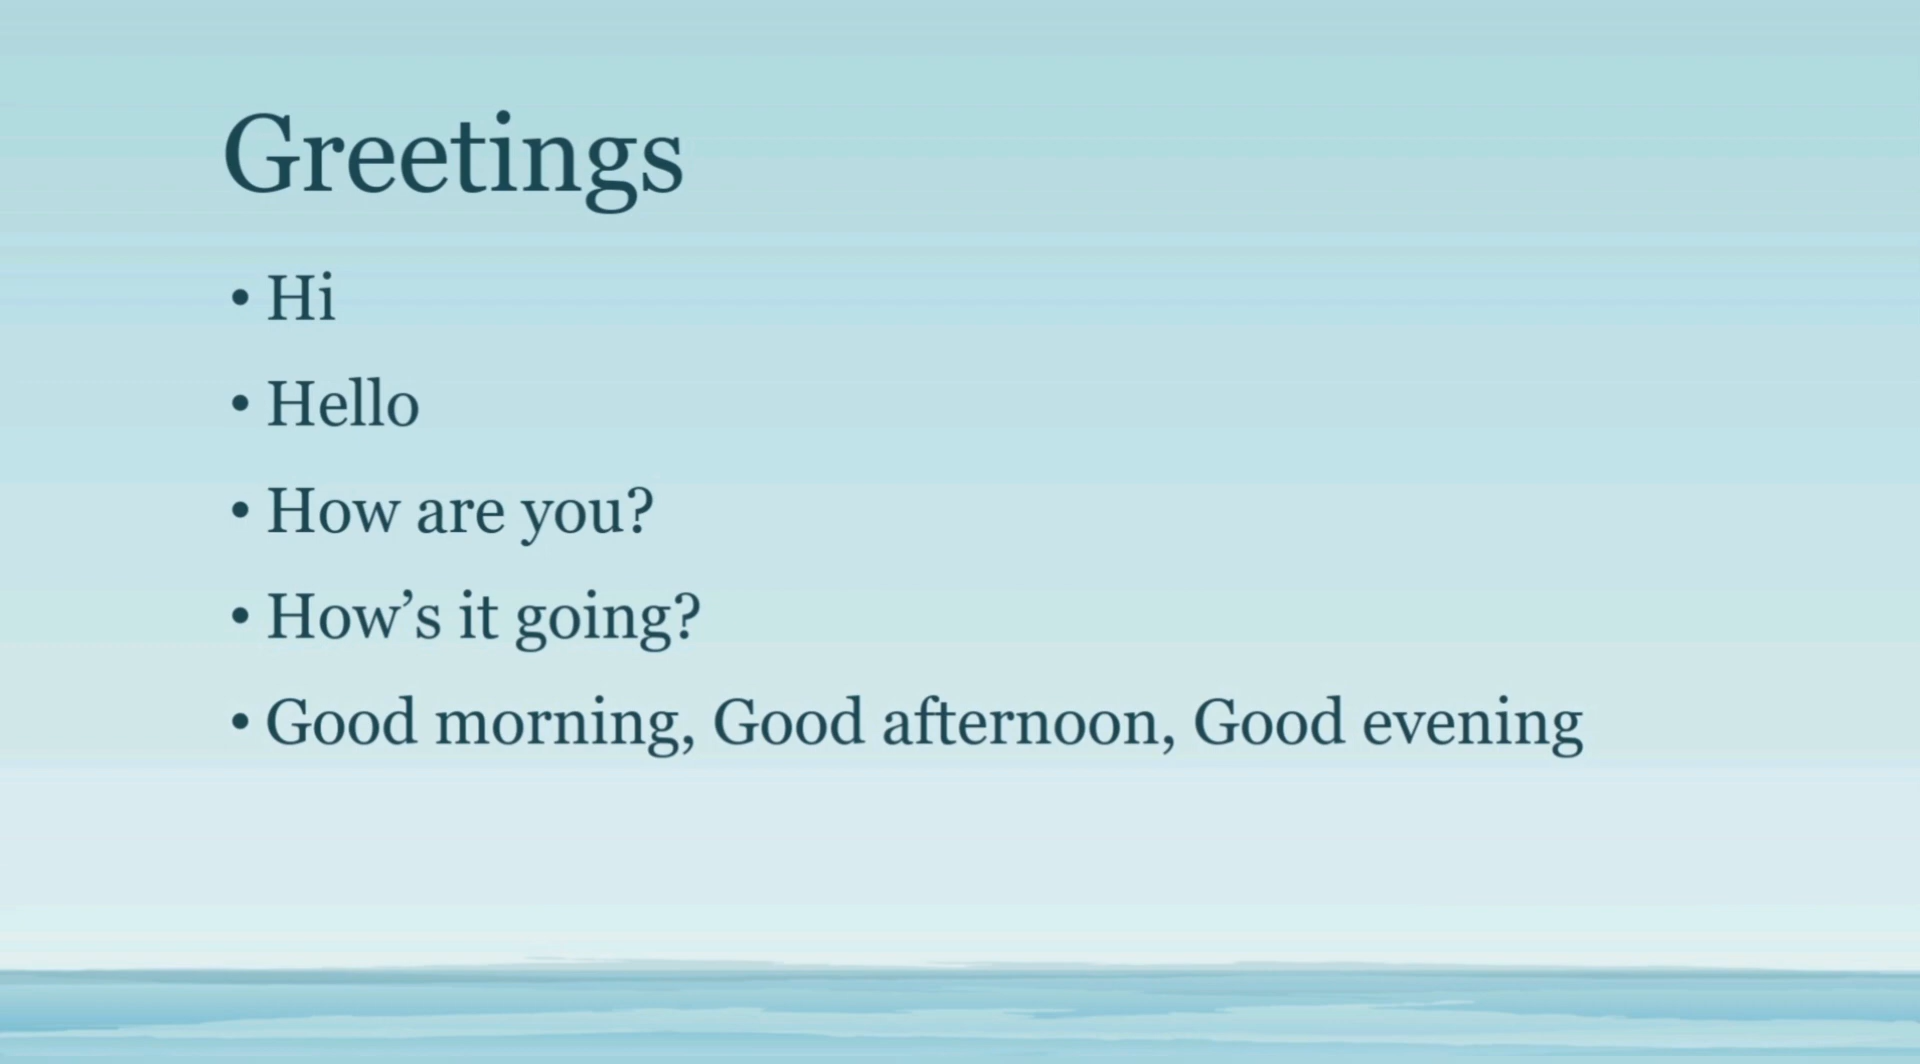 Greetings
• Hi
• Hello
• How are you?
• How’s it going?
• Good morning, Good afternoon, Good evening